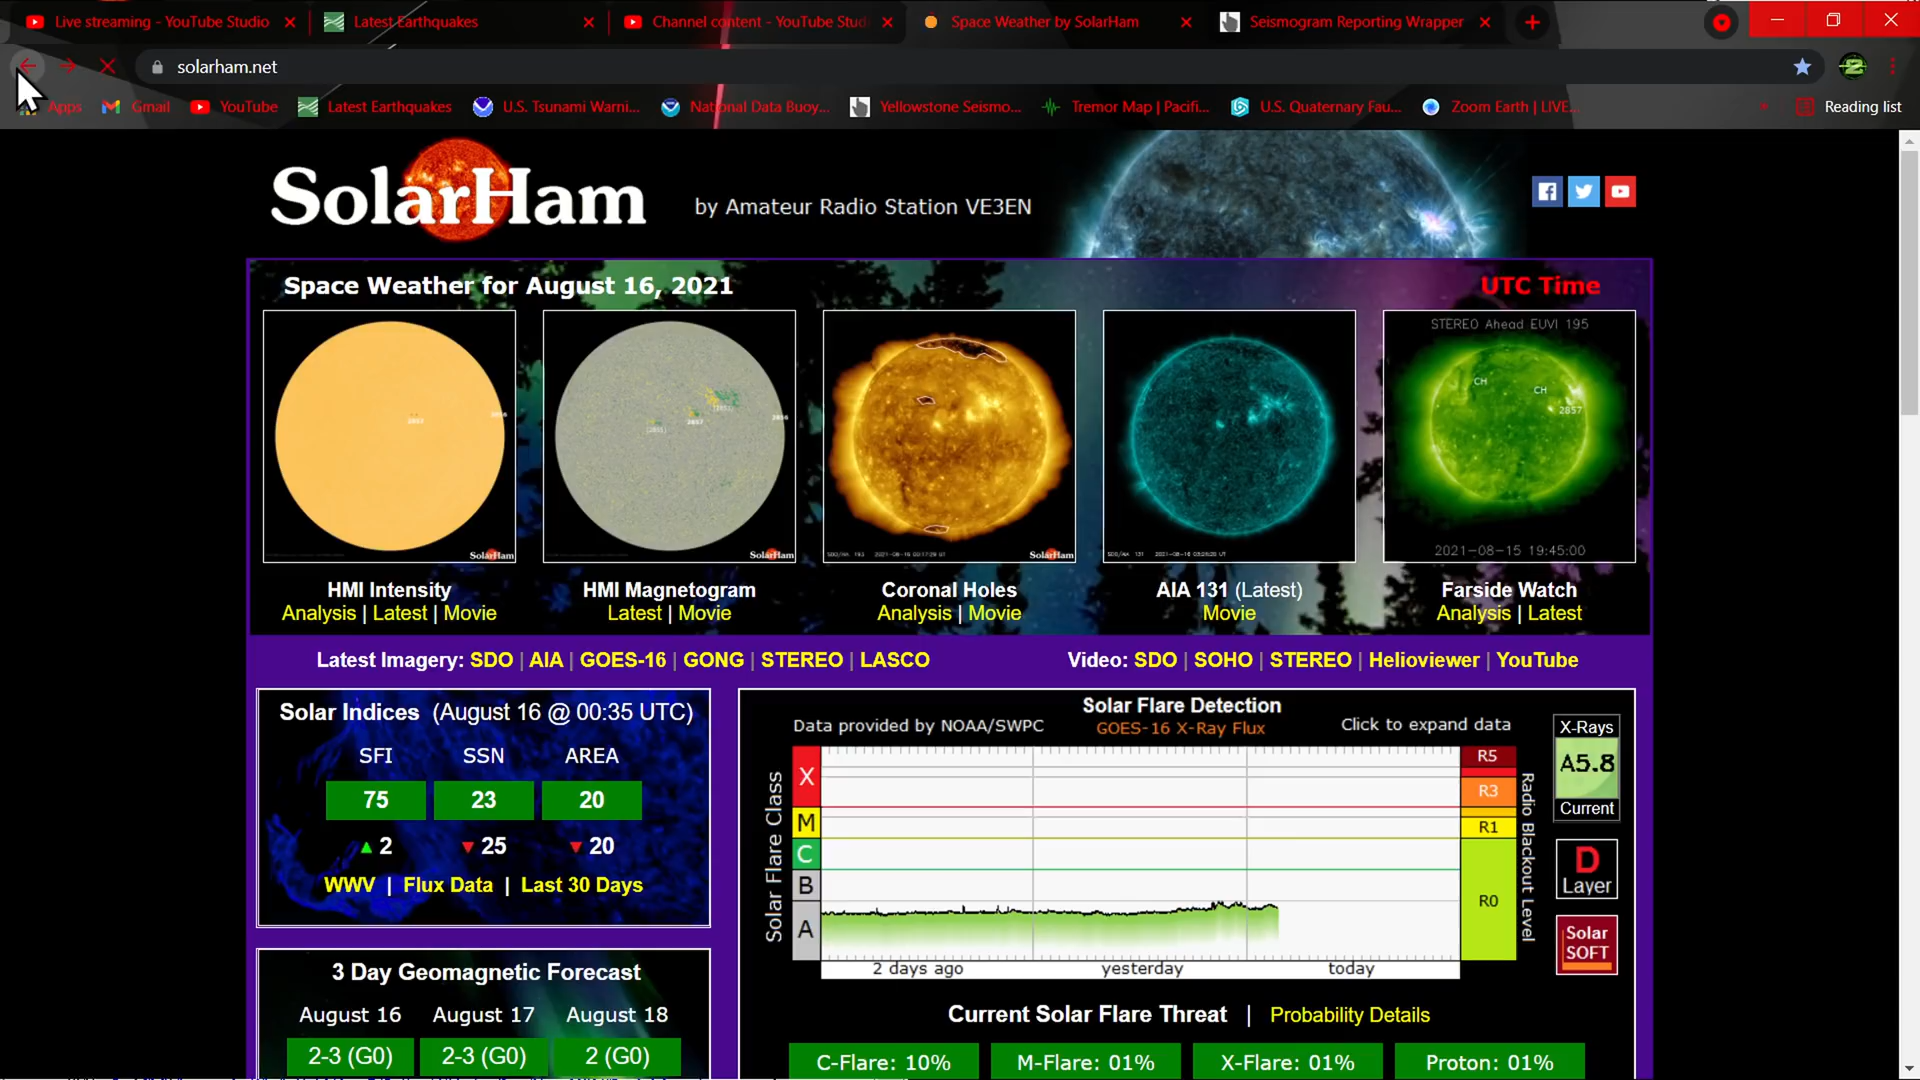 Live streaming - YouTube Studio
Latest Earthquakes
Channel content - YouTube Stud
Space Weather by SolarHam
Seismogram Reporting Wrapper
solarham.net
Apps
Gmail
YouTube
Latest Earthquakes
U.S. Tsunami Warni...
National Data Buoy...
Yellowstone Seismo...
Tremor Map | Pacifi...
U.S. Quaternary Fau...
Zoom Earth | LIVE...
Reading list
SolarHam
by Amateur Radio Station VE3EN
Space Weather for August 16, 2021
UTC Time
STEREO Ahead EUVI 195
CH
CH
2857
2857
SolarHam
SolarHam
SolarHam
2021-08-15 19:45:00
HMI Intensity
Analysis | Latest | Movie
HMI Magnetogram
Latest | Movie
Coronal Holes
Analysis | Movie
AIA 131 (Latest)
Movie
Farside Watch
Analysis | Latest
Latest Imagery: SDO | AIA | GOES-16 | GONG | STEREO | LASCO
Video: SDO | SOHO | STEREO | Helioviewer | YouTube
Solar Indices (August 16 @ 00:35 UTC)
SFI SSN AREA
75 23 20
2 25 20
WWV | Flux Data | Last 30 Days
3 Day Geomagnetic Forecast
August 16 August 17 August 18
2-3 (G0) 2-3 (G0) 2 (G0)
Solar Flare Detection
Data provided by NOAA/SWPC
GOES-16 X-Ray Flux
Click to expand data
Solar Flare Class
X
M
C
B
A
R5
R3
R1
R0
Radio Blackout Level
2 days ago yesterday today
X-Rays
A5.8
Current
D
Layer
Solar
SOFT
Current Solar Flare Threat | Probability Details
C-Flare: 10% M-Flare: 01% X-Flare: 01% Proton: 01%